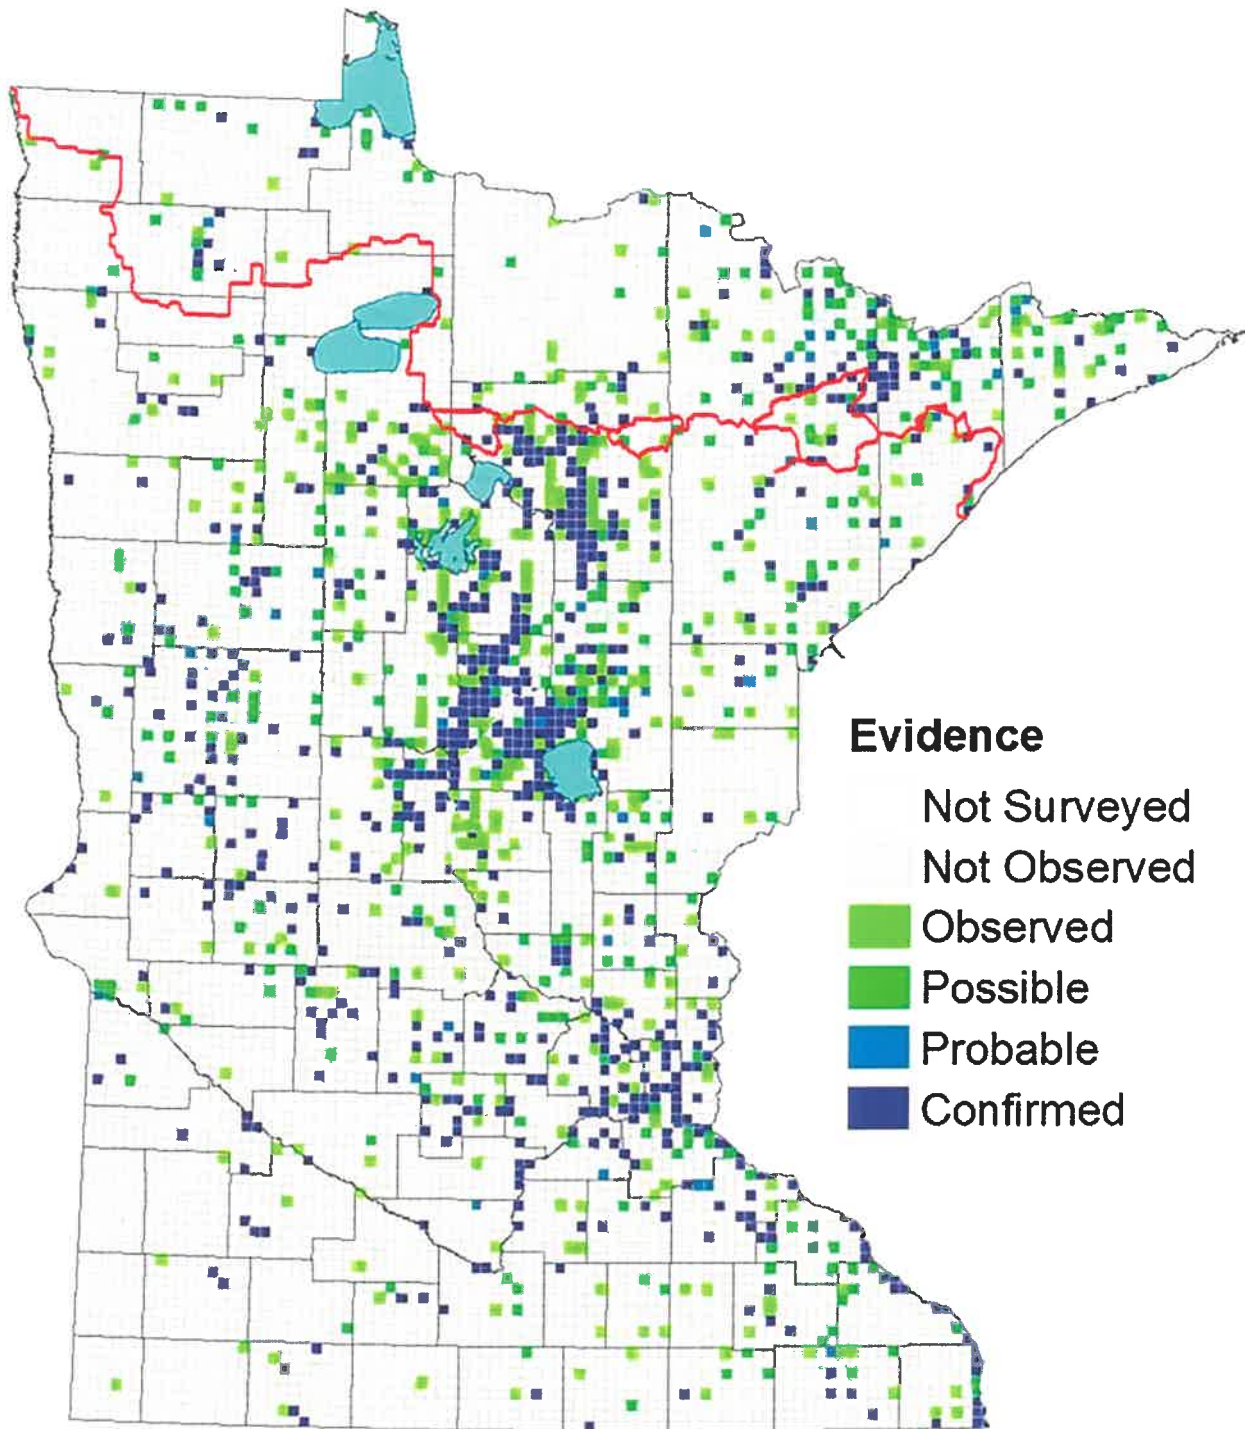 Evidence
Not Surveyed
Not Observed
Observed
Possible
Probable
Confirmed